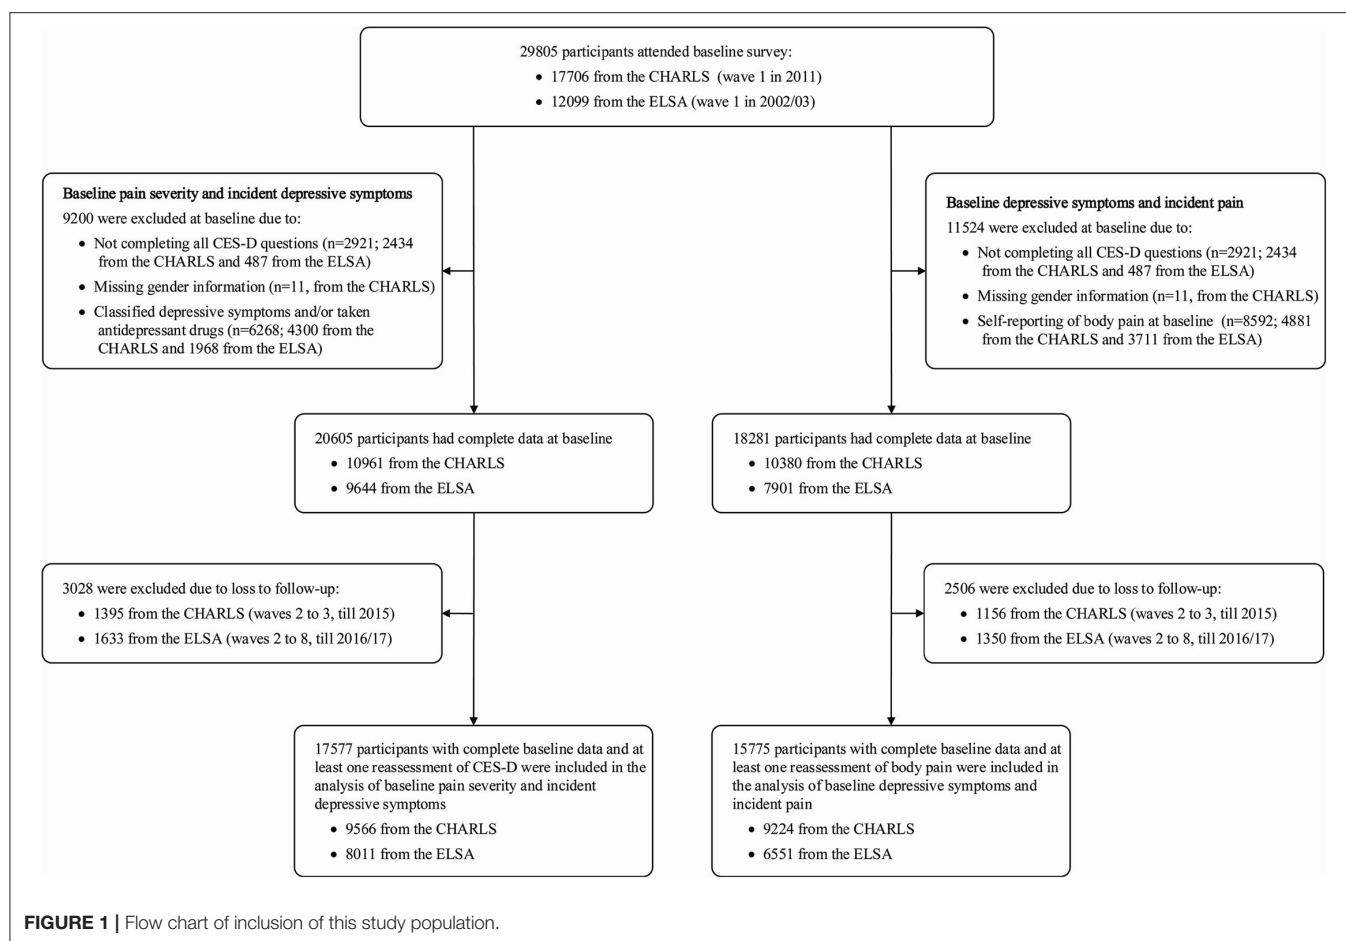 29805 participants attended baseline survey:
• 17706 from the CHARLS (wave 1 in 2011)
• 12099 from the ELSA (wave 1 in 2002/03)
Baseline pain severity and incident depressive symptoms
9200 were excluded at baseline due to:
• Not completing all CES-D questions (n=2921; 2434
from the CHARLS and 487 from the ELSA)
• Missing gender information (n=11, from the CHARLS)
• Classified depressive symptoms and/or taken
antidepressant drugs (n=6268; 4300 from the
CHARLS and 1968 from the ELSA)
Baseline depressive symptoms and incident pain
11524 were excluded at baseline due to:
• Not completing all CES-D questions (n=2921; 2434
from the CHARLS and 487 from the ELSA)
• Missing gender information (n=11, from the CHARLS)
• Self-reporting of body pain at baseline (n=8592; 4881
from the CHARLS and 3711 from the ELSA)
20605 participants had complete data at baseline
• 10961 from the CHARLS
• 9644 from the ELSA
18281 participants had complete data at baseline
• 10380 from the CHARLS
• 7901 from the ELSA
3028 were excluded due to loss to follow-up:
• 1395 from the CHARLS (waves 2 to 3, till 2015)
• 1633 from the ELSA (waves 2 to 8, till 2016/17)
2506 were excluded due to loss to follow-up:
• 1156 from the CHARLS (waves 2 to 3, till 2015)
• 1350 from the ELSA (waves 2 to 8, till 2016/17)
17577 participants with complete baseline data and at
least one reassessment of CES-D were included in the
analysis of baseline pain severity and incident
depressive symptoms
• 9566 from the CHARLS
• 8011 from the ELSA
15775 participants with complete baseline data and at
least one reassessment of body pain were included in
the analysis of baseline depressive symptoms and
incident pain
• 9224 from the CHARLS
• 6551 from the ELSA
FIGURE 1 | Flow chart of inclusion of this study population.